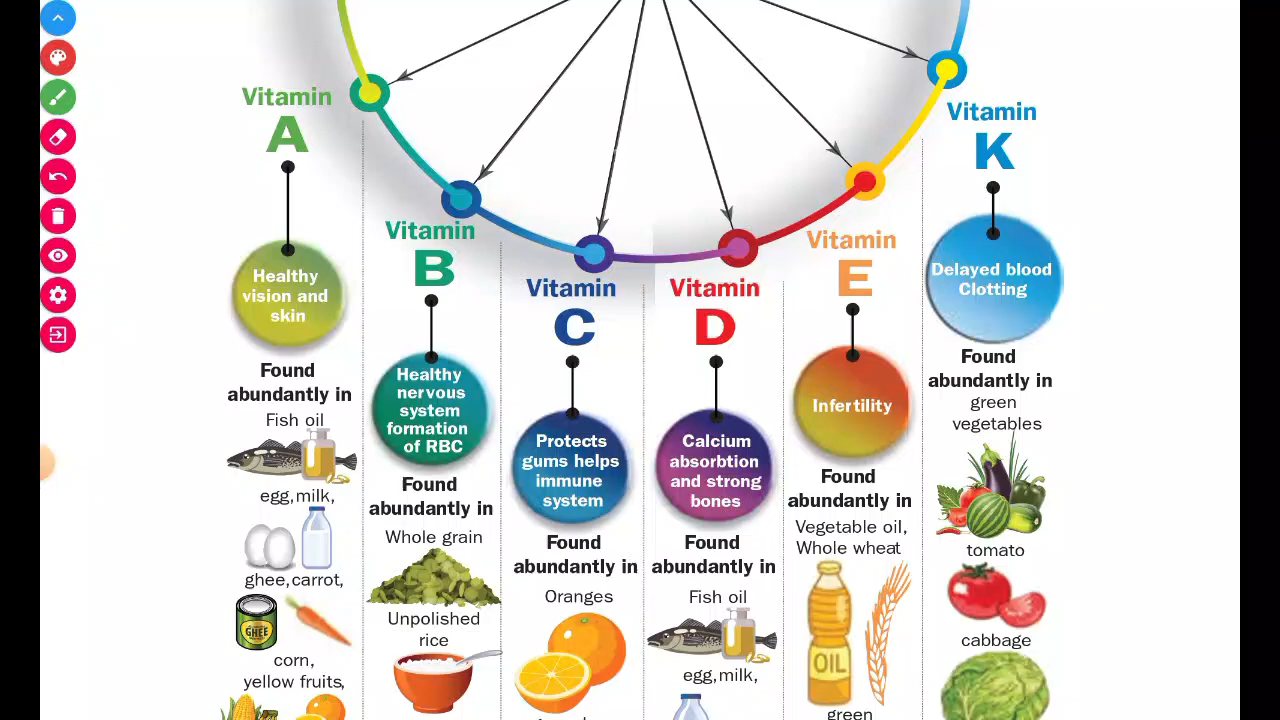 Vitamin
A
Healthy
vision and
skin
Found
abundantly in
Fish oil
egg,milk,
ghee,carrot,
GHEE
corn,
yellow fruits,
Vitamin
B
Healthy
nervous
system
formation
of RBC
Found
abundantly in
Whole grain
Unpolished
rice
Vitamin
C
Protects
gums helps
immune
system
Found
abundantly in
Oranges
Vitamin
D
Calcium
absorbtion
and strong
bones
Found
abundantly in
Fish oil
egg,milk,
Vitamin
E
Infertility
Found
abundantly in
Vegetable oil,
Whole wheat
OIL
green
Vitamin
K
Delayed blood
Clotting
Found
abundantly in
green
vegetables
tomato
cabbage